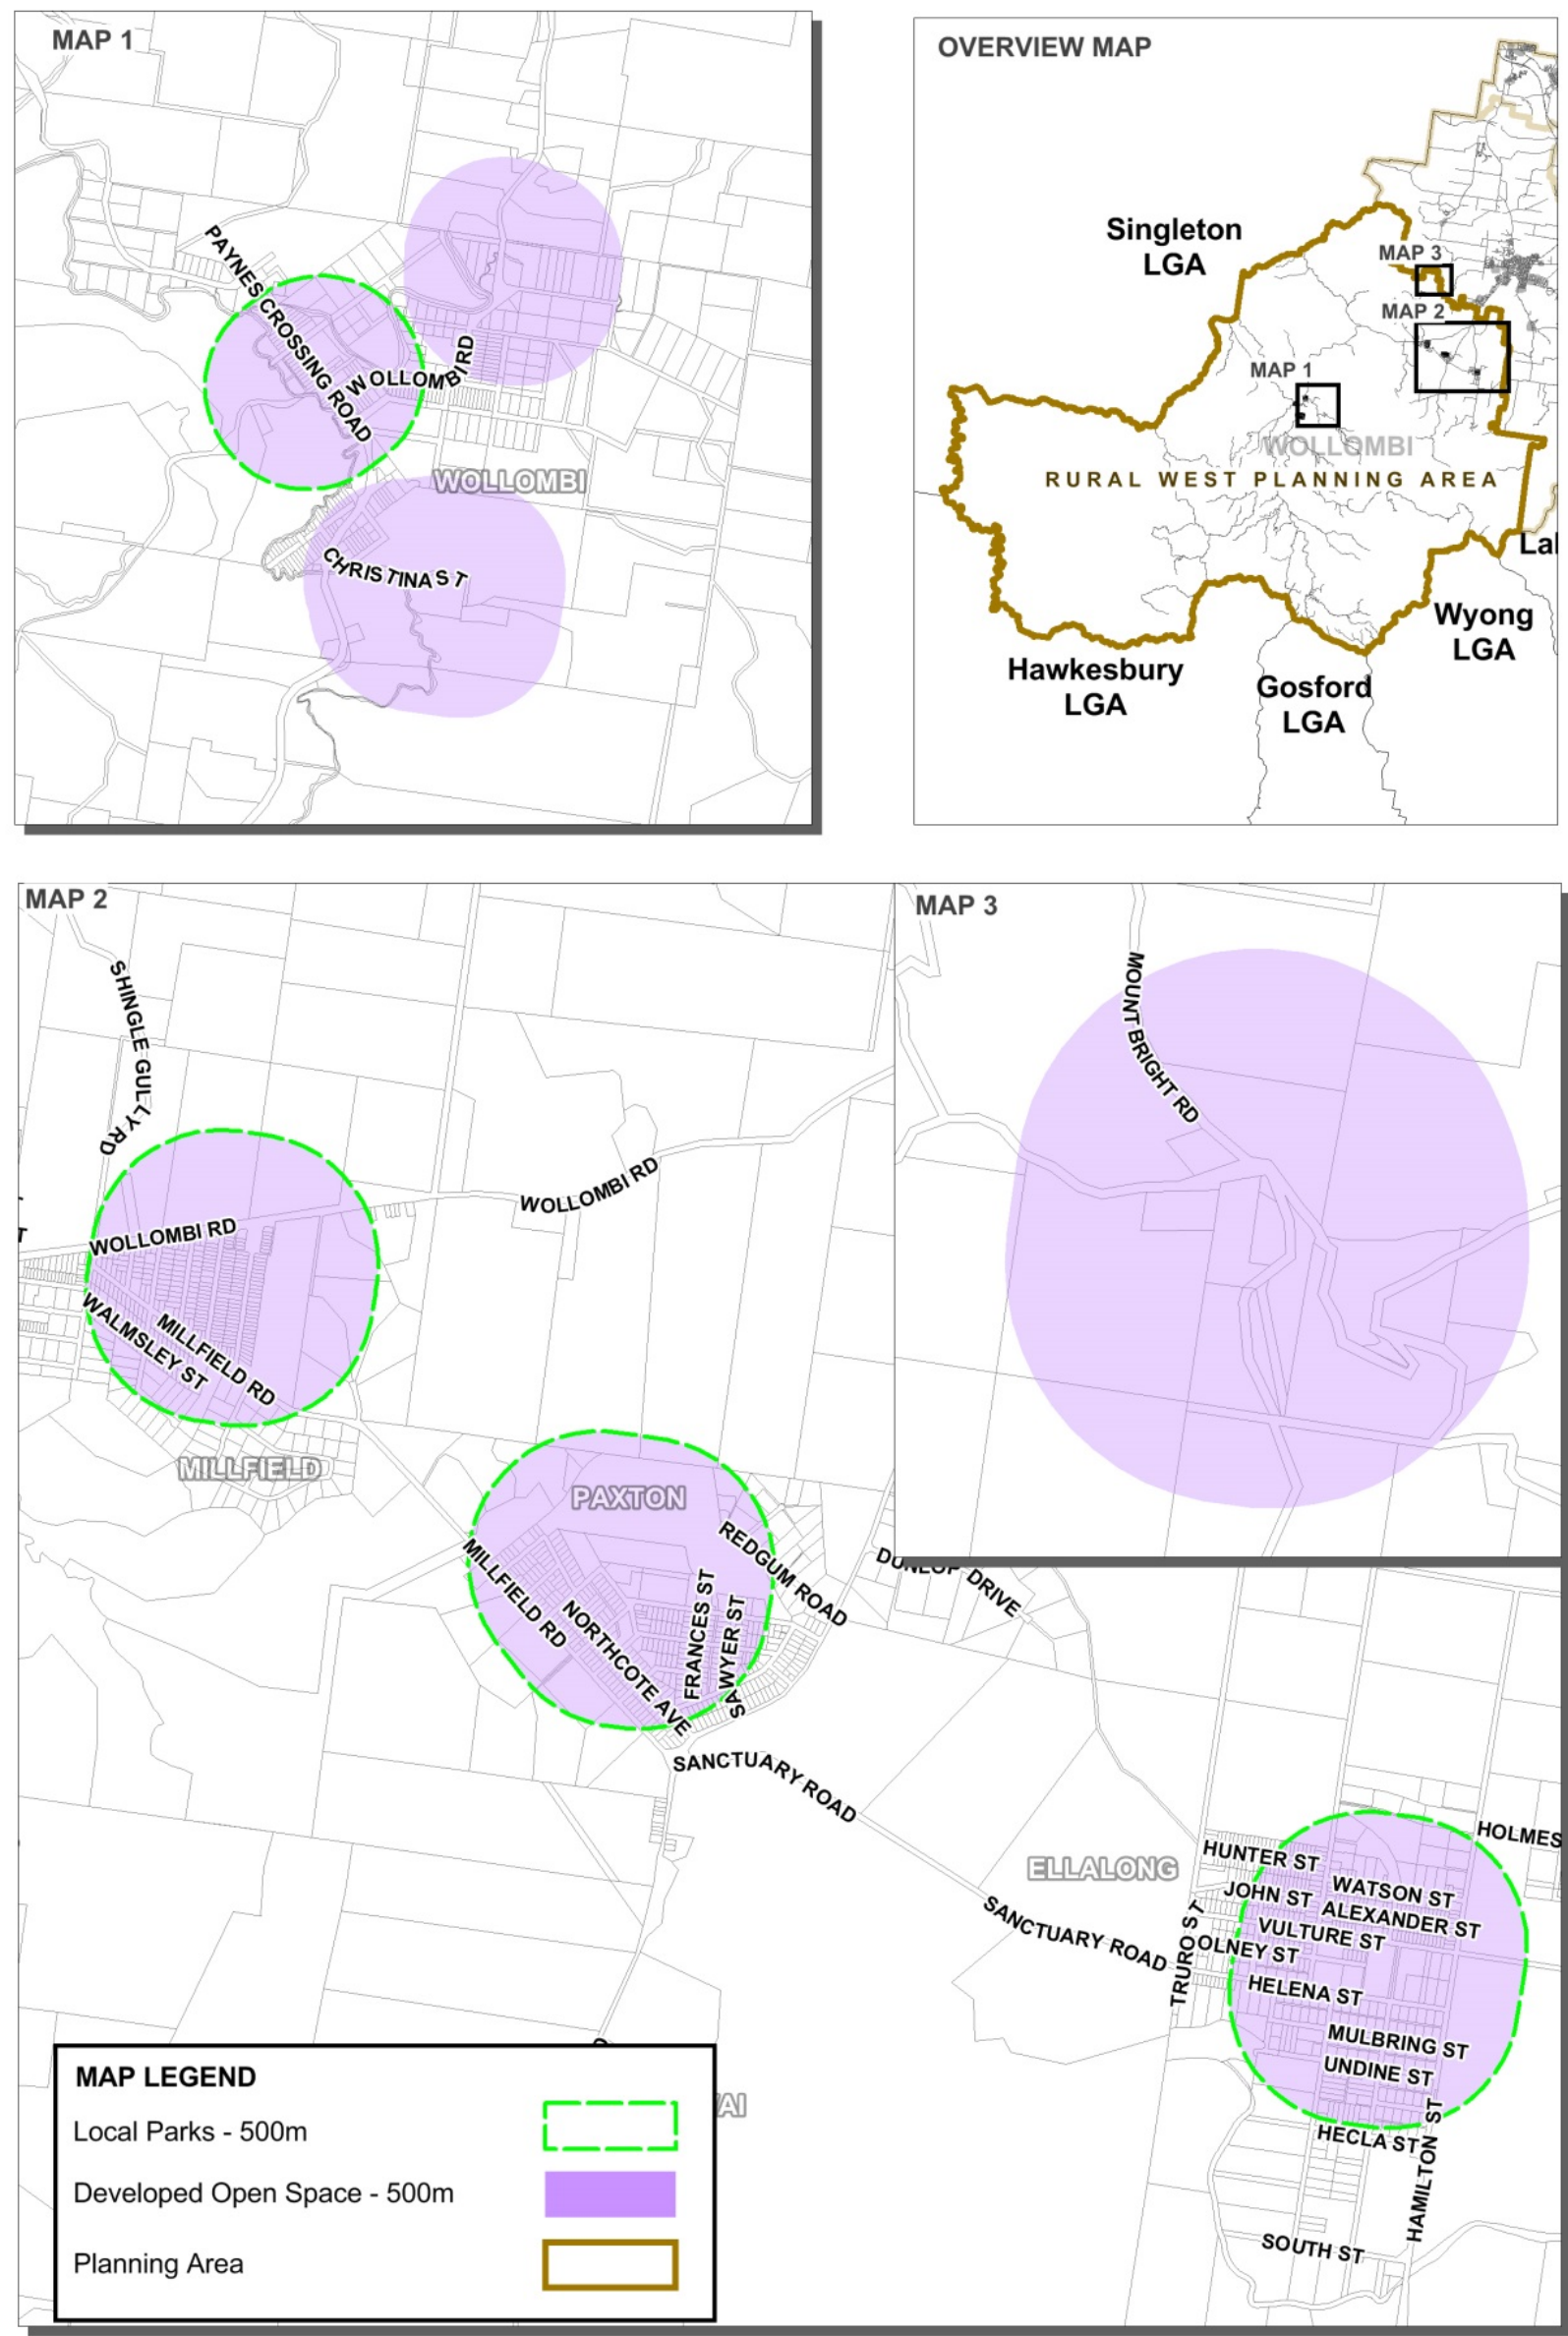 MAP 1
PAYNES CROSSING ROAD
WOLLOMBI RD
WOLLOMBI
CHRISTINA ST
OVERVIEW MAP
Singleton
LGA
MAP 3
MAP 2
MAP 1
WOLLOMBI
RURAL WEST PLANNING AREA
Wyong
LGA
Hawkesbury
LGA
Gosford
LGA
MAP 2
SHINGLE GULLY RD
WOLLOMBI RD
WOLLOMBI RD
WALMSLEY ST
MILLFIELD RD
MILLFIELD
PAXTON
REDGUM ROAD
MILLFIELD RD
NORTHCOTE AVE
FRANCES ST
SAWYER ST
SANCTUARY ROAD
MAP 3
MOUNT BRIGHT RD
DUNLOP DRIVE
ELLALONG
SANCTUARY ROAD
TRURO ST
HUNTER ST
HOLMES
JOHN ST
WATSON ST
ALEXANDER ST
VULTURE ST
OLNEY ST
HELENA ST
MULBRING ST
UNDINE ST
HECLA ST
HAMILTON ST
SOUTH ST
MAP LEGEND
Local Parks - 500m
Developed Open Space - 500m
Planning Area